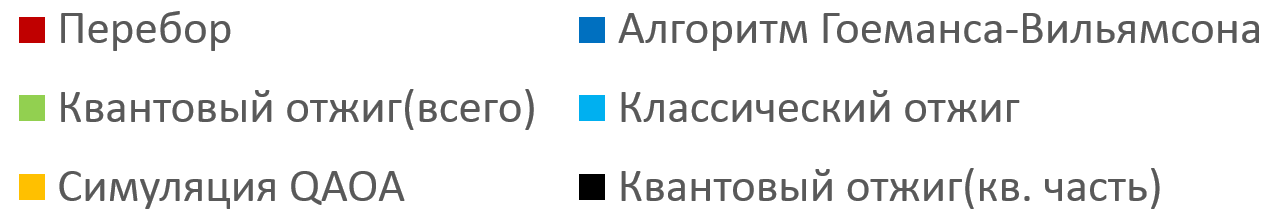 Перебор
Алгоритм Гоеманса-Вильямсона
Квантовый отжиг(всего)
Классический отжиг
Симуляция QAOA
Квантовый отжиг(кв. часть)